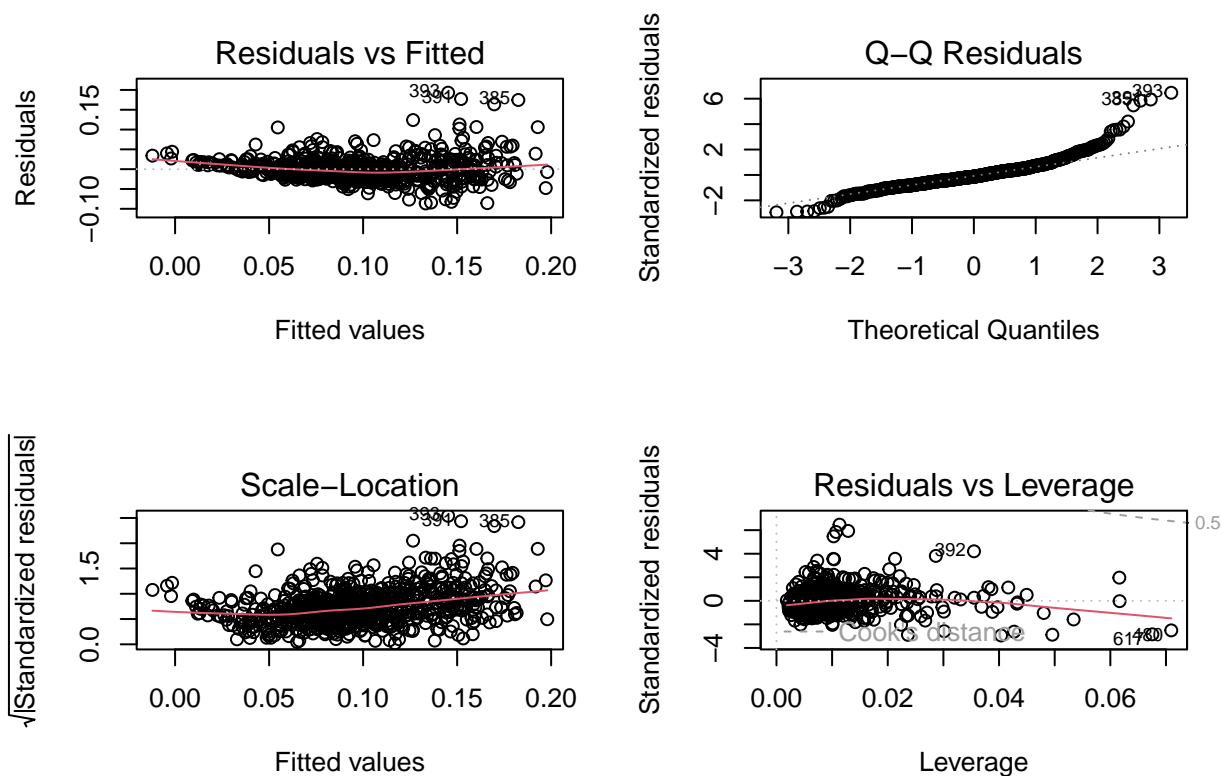 Residuals vs Fitted
Residuals
0.15
−0.10
393
391
385
0.00 0.05 0.10 0.15 0.20
Fitted values
Q−Q Residuals
Standardized residuals
6
2
−2
393
−3 −2 −1 0 1 2 3
Theoretical Quantiles
Scale−Location
√|Standardized residuals|
1.5
0.0
393
391
385
0.00 0.05 0.10 0.15 0.20
Fitted values
Residuals vs Leverage
Standardized residuals
4
0
−4
392
0.5
Cook's distance
617
0.00 0.02 0.04 0.06
Leverage